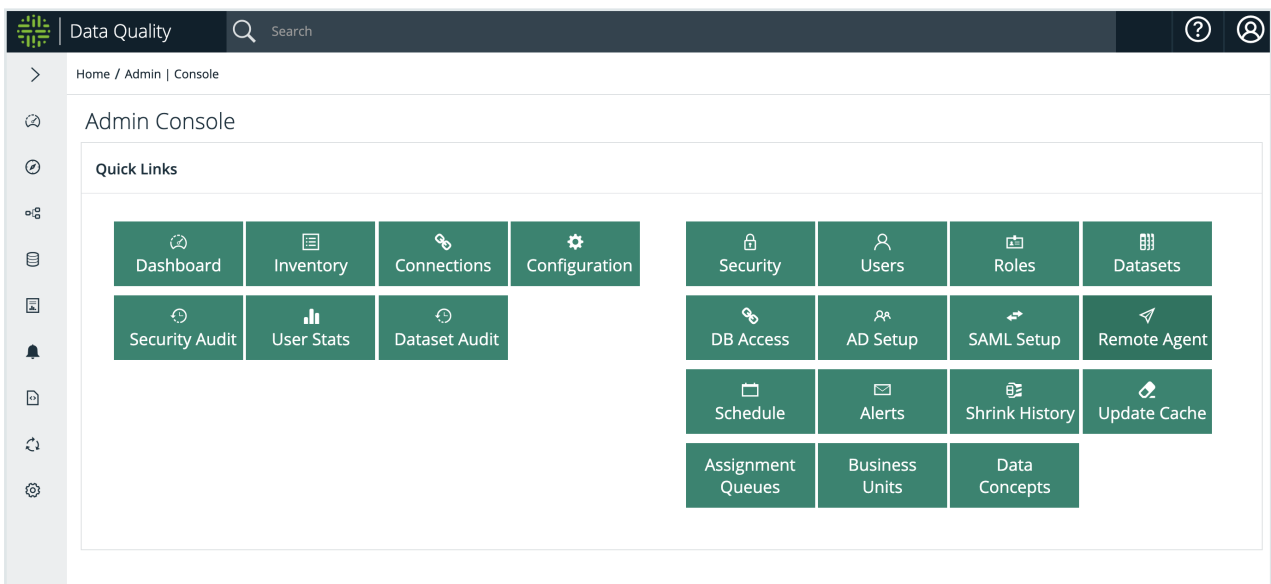 Data Quality
Search
Home / Admin | Console
Admin Console
Quick Links
Dashboard
Inventory
Connections
Configuration
Security Audit
User Stats
Dataset Audit
Security
Users
Roles
Datasets
DB Access
AD Setup
SAML Setup
Remote Agent
Schedule
Alerts
Shrink History
Update Cache
Assignment
Queues
Business
Units
Data
Concepts